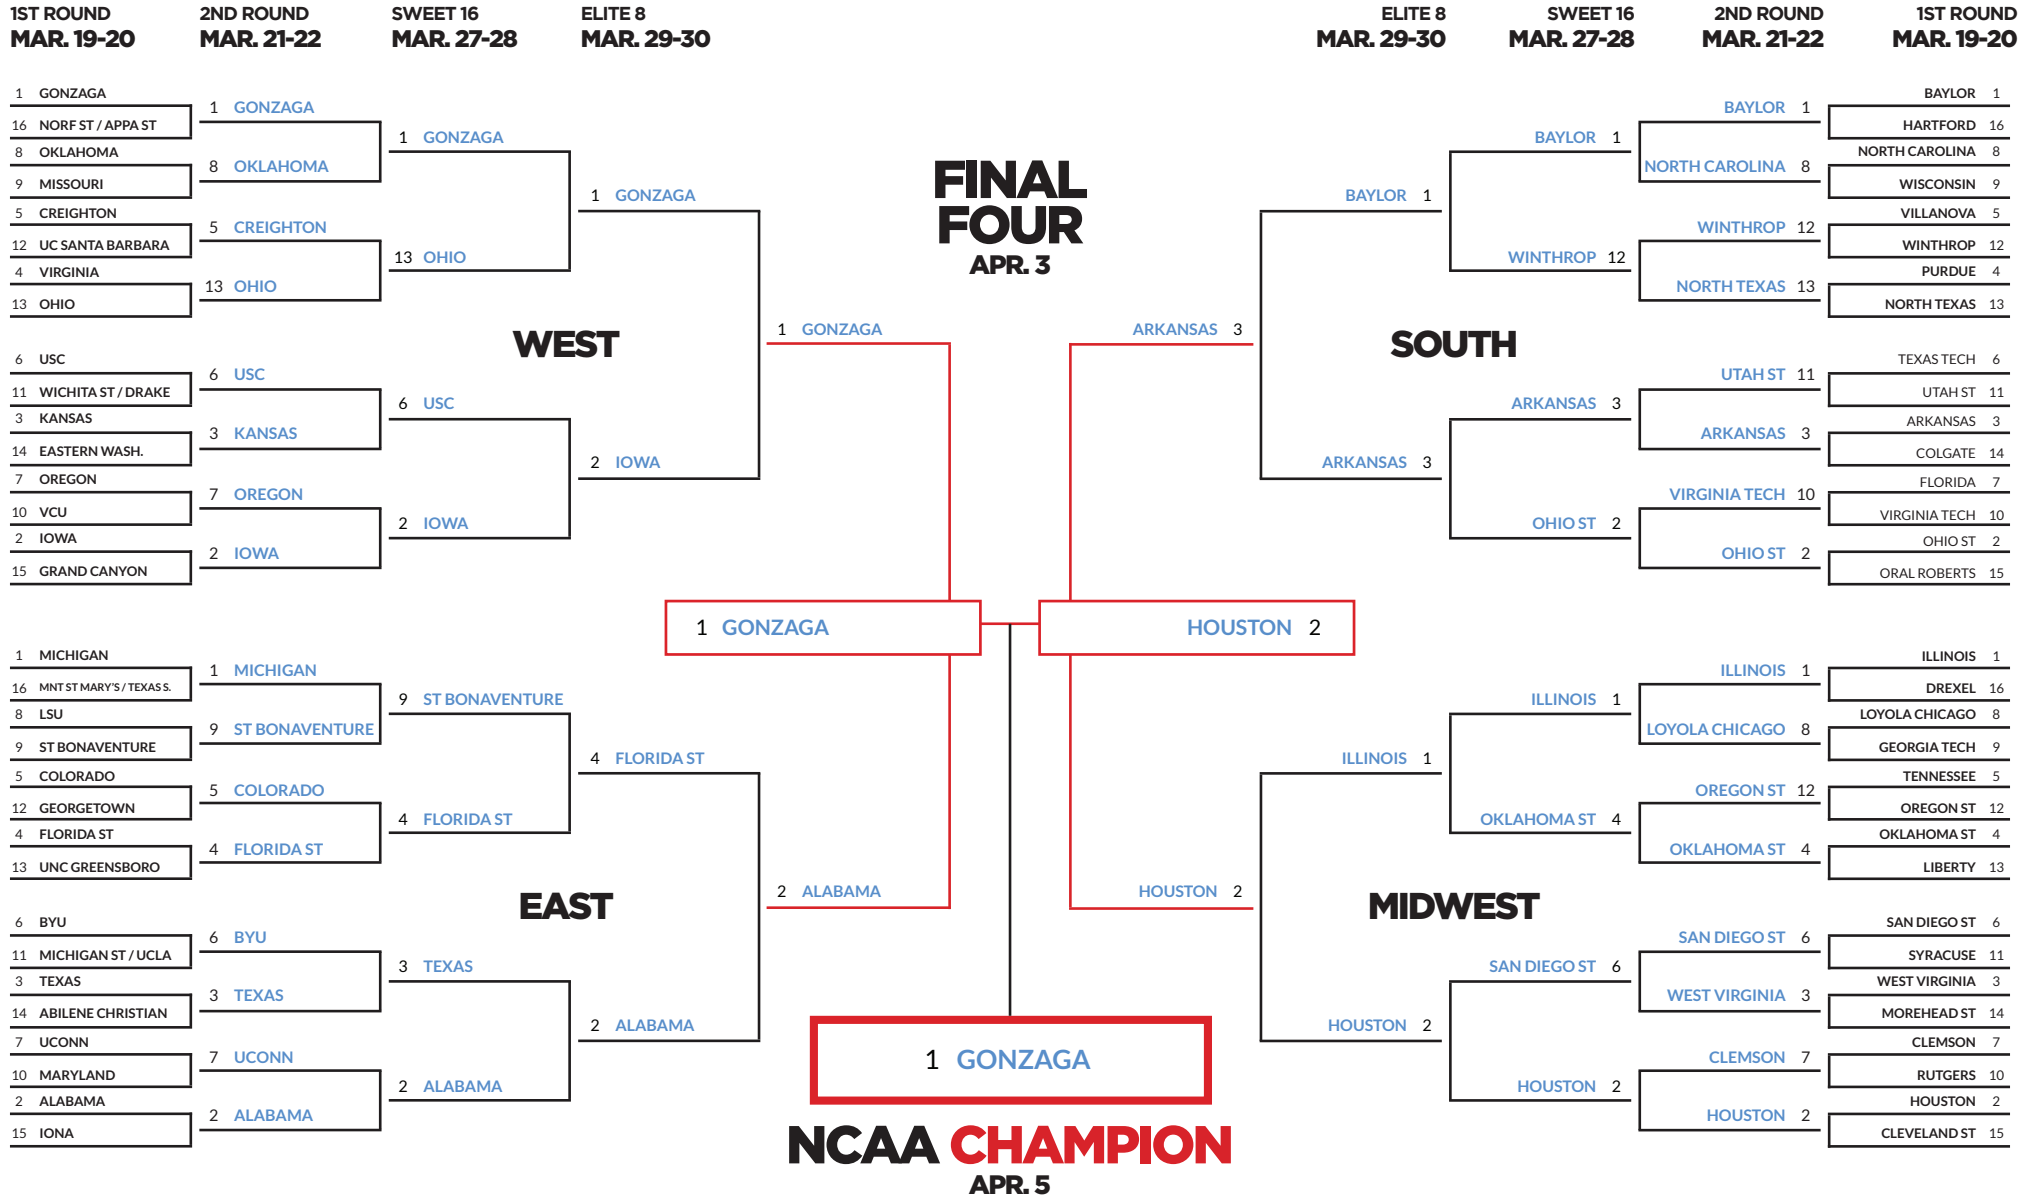 1ST ROUND
MAR. 19-20
2ND ROUND
MAR. 21-22
SWEET 16
MAR. 27-28
ELITE 8
MAR. 29-30
ELITE 8
MAR. 29-30
SWEET 16
MAR. 27-28
2ND ROUND
MAR. 21-22
1ST ROUND
MAR. 19-20
1 GONZAGA
16 NORF ST / APPA ST
8 OKLAHOMA
9 MISSOURI
5 CREIGHTON
12 UC SANTA BARBARA
4 VIRGINIA
13 OHIO
6 USC
11 WICHITA ST / DRAKE
3 KANSAS
14 EASTERN WASH.
7 OREGON
10 VCU
2 IOWA
15 GRAND CANYON
1 GONZAGA
8 OKLAHOMA
5 CREIGHTON
13 OHIO
6 USC
3 KANSAS
7 OREGON
2 IOWA
1 GONZAGA
13 OHIO
6 USC
2 IOWA
1 GONZAGA
2 IOWA
WEST
1 GONZAGA
1 MICHIGAN
16 MNT ST MARY'S / TEXAS S.
8 LSU
9 ST BONAVENTURE
5 COLORADO
12 GEORGETOWN
4 FLORIDA ST
13 UNC GREENSBORO
6 BYU
11 MICHIGAN ST / UCLA
3 TEXAS
14 ABILENE CHRISTIAN
7 UCONN
10 MARYLAND
2 ALABAMA
15 IONA
1 MICHIGAN
9 ST BONAVENTURE
5 COLORADO
4 FLORIDA ST
6 BYU
3 TEXAS
7 UCONN
2 ALABAMA
9 ST BONAVENTURE
4 FLORIDA ST
3 TEXAS
2 ALABAMA
4 FLORIDA ST
2 ALABAMA
EAST
2 ALABAMA
FINAL
FOUR
APR. 3
1 GONZAGA
HOUSTON 2
1 GONZAGA
NCAA CHAMPION
APR. 5
ARKANSAS 3
SOUTH
BAYLOR 1
ARKANSAS 3
BAYLOR 1
WINTHROP 12
ARKANSAS 3
OHIO ST 2
BAYLOR 1
NORTH CAROLINA 8
WINTHROP 12
NORTH TEXAS 13
UTAH ST 11
ARKANSAS 3
VIRGINIA TECH 10
OHIO ST 2
BAYLOR 1
HARTFORD 16
NORTH CAROLINA 8
WISCONSIN 9
VILLANOVA 5
WINTHROP 12
PURDUE 4
NORTH TEXAS 13
TEXAS TECH 6
UTAH ST 11
ARKANSAS 3
COLGATE 14
FLORIDA 7
VIRGINIA TECH 10
OHIO ST 2
ORAL ROBERTS 15
HOUSTON 2
MIDWEST
ILLINOIS 1
HOUSTON 2
ILLINOIS 1
OKLAHOMA ST 4
SAN DIEGO ST 6
HOUSTON 2
ILLINOIS 1
LOYOLA CHICAGO 8
OREGON ST 12
OKLAHOMA ST 4
SAN DIEGO ST 6
WEST VIRGINIA 3
CLEMSON 7
HOUSTON 2
ILLINOIS 1
DREXEL 16
LOYOLA CHICAGO 8
GEORGIA TECH 9
TENNESSEE 5
OREGON ST 12
OKLAHOMA ST 4
LIBERTY 13
SAN DIEGO ST 6
SYRACUSE 11
WEST VIRGINIA 3
MOREHEAD ST 14
CLEMSON 7
RUTGERS 10
HOUSTON 2
CLEVELAND ST 15